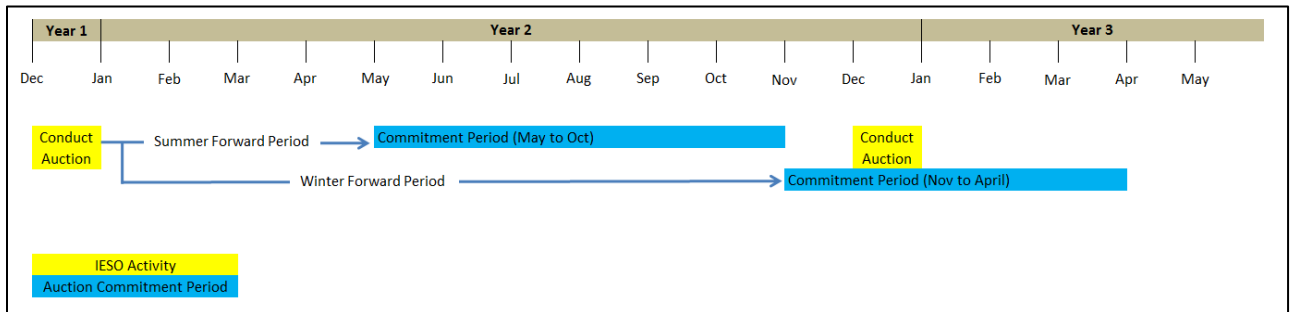 Year 1 Year 2 Year 3
Dec Jan Feb Mar Apr May Jun Jul Aug Sep Oct Nov Dec Jan Feb Mar Apr May
Conduct
Auction
Summer Forward Period
Commitment Period (May to Oct)
Conduct
Auction
Winter Forward Period
Commitment Period (Nov to April)
IESO Activity
Auction Commitment Period